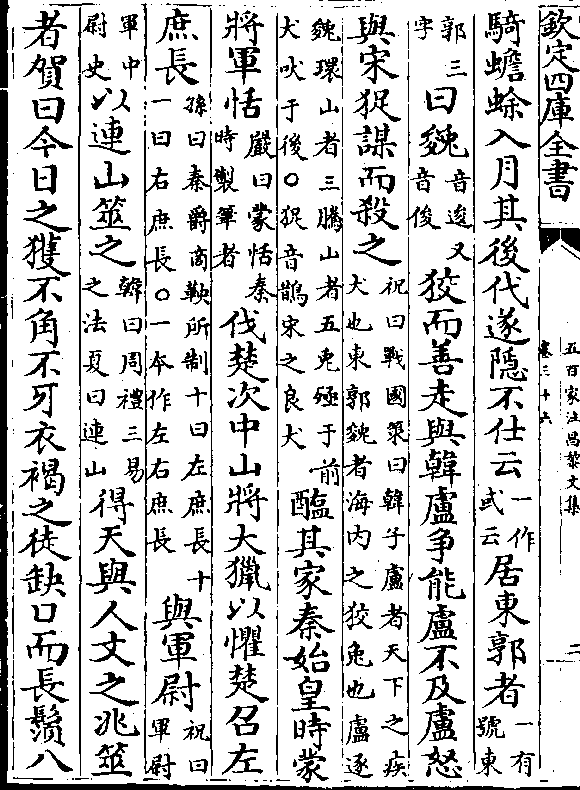 欽定四庫全書
五百家注昌黎文集
卷三十六
二
騎蟾蜍入月其後代遂隱不仕云一作或云居東郭者一有號東
郭三字曰㕙音逡又音俊狡而善走與韓盧争能盧不及盧怒
與宋㹱謀而殺之祝曰戰國策曰韓子盧者天下之疾犬也東郭㕙者海内之狡兔也盧逐
㕙環山者三騰山者五兔殛于前犬吠于後○㹱音鵲宋之良犬醢其家秦始皇時蒙
將軍恬嚴曰蒙恬秦時製筆者伐楚次中山將大獵以懼楚召左
庶長孫曰秦爵商鞅所制十曰左庶長十一曰右庶長○一本作左右庶長與軍尉祝曰軍尉
軍中尉史以連山筮之韓曰周禮三易之法夏曰連山得天與人文之兆筮
者賀曰今日之獲不角不牙衣褐之徒缺口而長鬚八